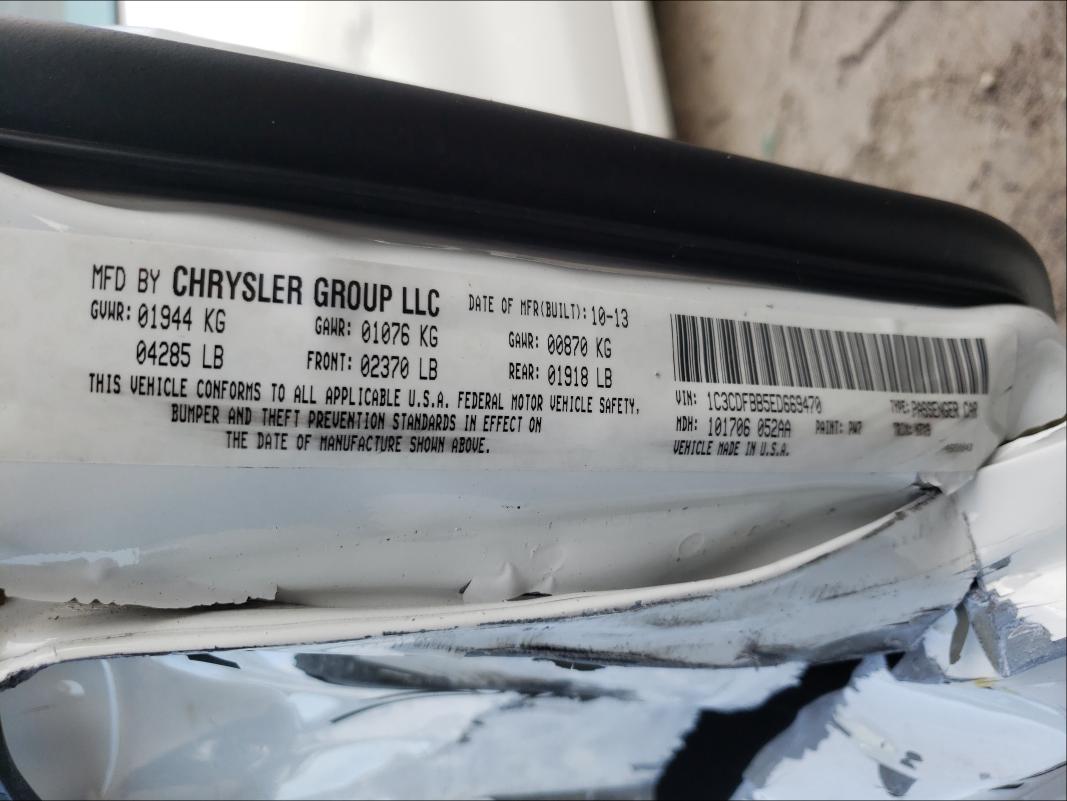 MFD BY CHRYSLER GROUP LLC
DATE OF MFR(BUILT): 10-13
GVWR: 01944 KG
04285 LB
GAWR: 01076 KG
FRONT: 02370 LB
GAWR: 00870 KG
REAR: 01918 LB
THIS VEHICLE CONFORMS TO ALL APPLICABLE U.S.A. FEDERAL MOTOR VEHICLE SAFETY,
BUMPER AND THEFT PREVENTION STANDARDS IN EFFECT ON
THE DATE OF MANUFACTURE SHOWN ABOVE.
VIN: 1C3CDFBB5ED669470
TYPE: PASSENGER CAR
MDH: 101706 052AA
PAINT: PW7
TRIM:
VEHICLE MADE IN U.S.A.